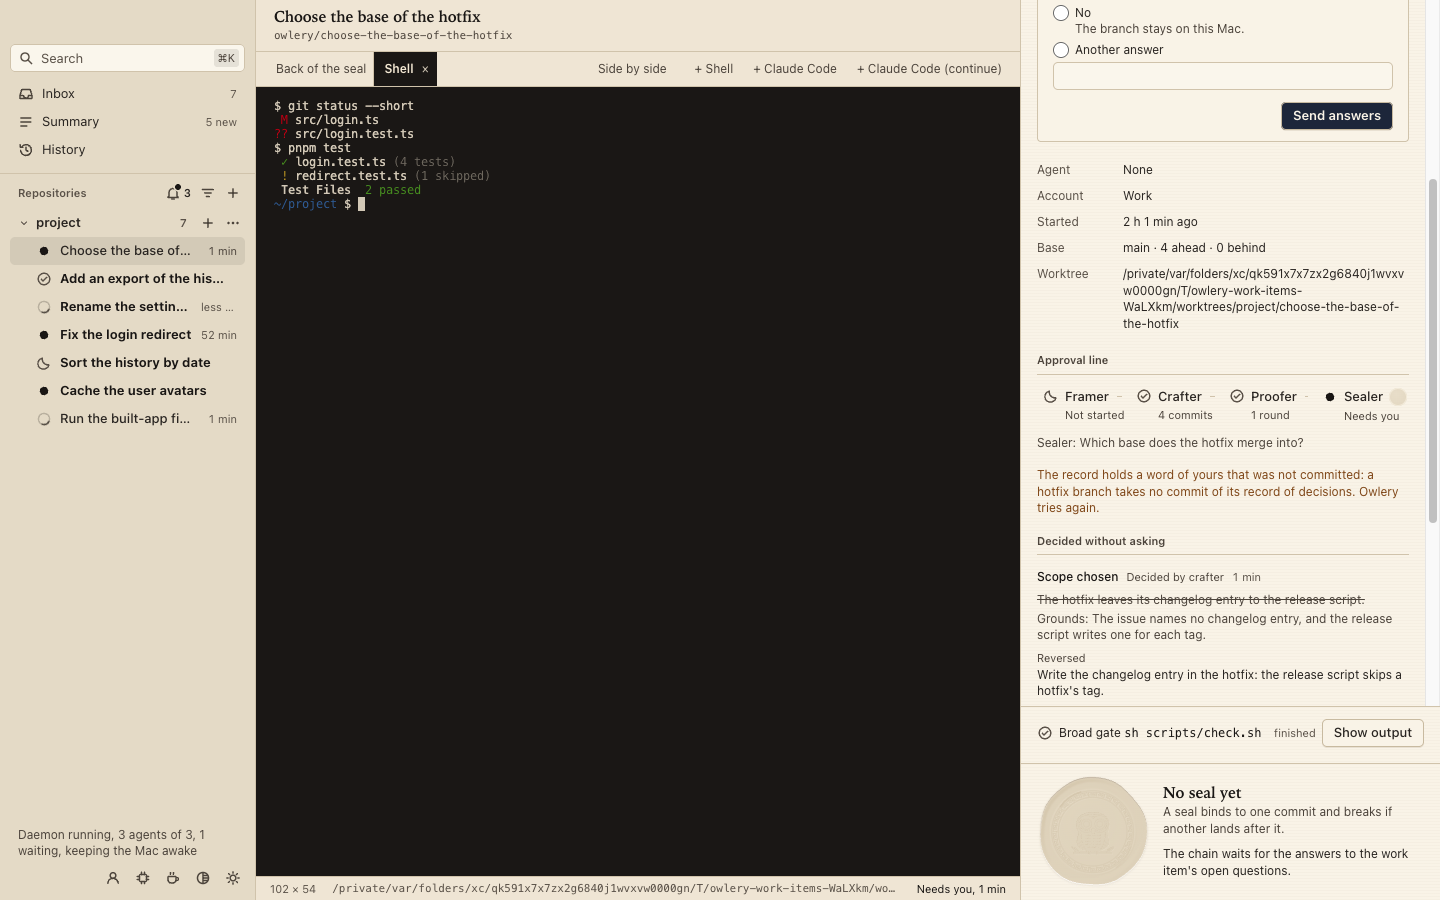 Search ⌘K
Inbox 7
Summary 5 new
History
Repositories 3
project 7
Choose the base of... 1 min
Add an export of the his...
Rename the settin... less ...
Fix the login redirect 52 min
Sort the history by date
Cache the user avatars
Run the built-app fi... 1 min
Daemon running, 3 agents of 3, 1
waiting, keeping the Mac awake
Choose the base of the hotfix
owlery/choose-the-base-of-the-hotfix
Back of the seal Shell × Side by side + Shell + Claude Code + Claude Code (continue)
$ git status --short
M src/login.ts
?? src/login.test.ts
$ pnpm test
✓ login.test.ts (4 tests)
! redirect.test.ts (1 skipped)
Test Files 2 passed
~/project $
102 × 54 /private/var/folders/xc/qk591x7x7zx2g6840j1wvxvw0000gn/T/owlery-work-items-WaLXkm/wo... Needs you, 1 min
No
The branch stays on this Mac.
Another answer
Send answers
Agent None
Account Work
Started 2 h 1 min ago
Base main · 4 ahead · 0 behind
Worktree /private/var/folders/xc/qk591x7x7zx2g6840j1wvxv
w0000gn/T/owlery-work-items-
WaLXkm/worktrees/project/choose-the-base-of-
the-hotfix
Approval line
Framer Crafter Proofer Sealer
Not started 4 commits 1 round Needs you
Sealer: Which base does the hotfix merge into?
The record holds a word of yours that was not committed: a
hotfix branch takes no commit of its record of decisions. Owlery
tries again.
Decided without asking
Scope chosen Decided by crafter 1 min
The hotfix leaves its changelog entry to the release script.
Grounds: The issue names no changelog entry, and the release
script writes one for each tag.
Reversed
Write the changelog entry in the hotfix: the release script skips a
hotfix's tag.
Broad gate sh scripts/check.sh finished Show output
No seal yet
A seal binds to one commit and breaks if
another lands after it.
The chain waits for the answers to the work
item's open questions.